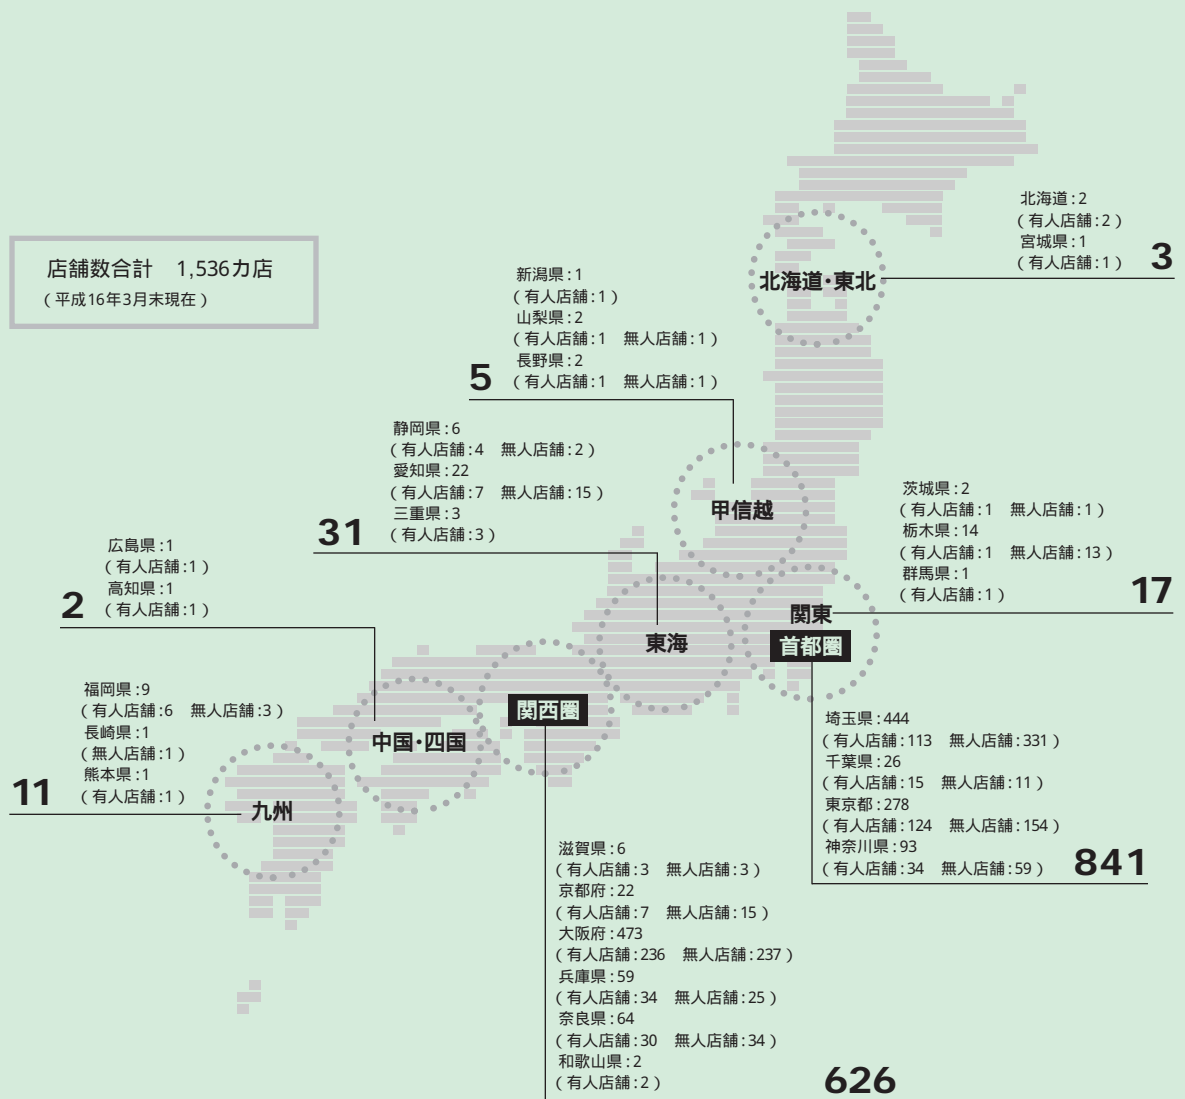 店舗数合計 1,536カ店
(平成16年3月末現在)
北海道:2
(有人店舗:2)
宮城県:1
(有人店舗:1)
3
北海道・東北
新潟県:1
(有人店舗:1)
山梨県:2
(有人店舗:1 無人店舗:1)
長野県:2
(有人店舗:1 無人店舗:1)
5
甲信越
静岡県:6
(有人店舗:4 無人店舗:2)
愛知県:22
(有人店舗:7 無人店舗:15)
三重県:3
(有人店舗:3)
31
東海
茨城県:2
(有人店舗:1 無人店舗:1)
栃木県:14
(有人店舗:1 無人店舗:13)
群馬県:1
(有人店舗:1)
17
関東
首都圏
広島県:1
(有人店舗:1)
高知県:1
(有人店舗:1)
2
中国・四国
福岡県:9
(有人店舗:6 無人店舗:3)
長崎県:1
(無人店舗:1)
熊本県:1
(有人店舗:1)
11
九州
関西圏
埼玉県:444
(有人店舗:113 無人店舗:331)
千葉県:26
(有人店舗:15 無人店舗:11)
東京都:278
(有人店舗:124 無人店舗:154)
神奈川県:93
(有人店舗:34 無人店舗:59)
841
滋賀県:6
(有人店舗:3 無人店舗:3)
京都府:22
(有人店舗:7 無人店舗:15)
大阪府:473
(有人店舗:236 無人店舗:237)
兵庫県:59
(有人店舗:34 無人店舗:25)
奈良県:64
(有人店舗:30 無人店舗:34)
和歌山県:2
(有人店舗:2)
626